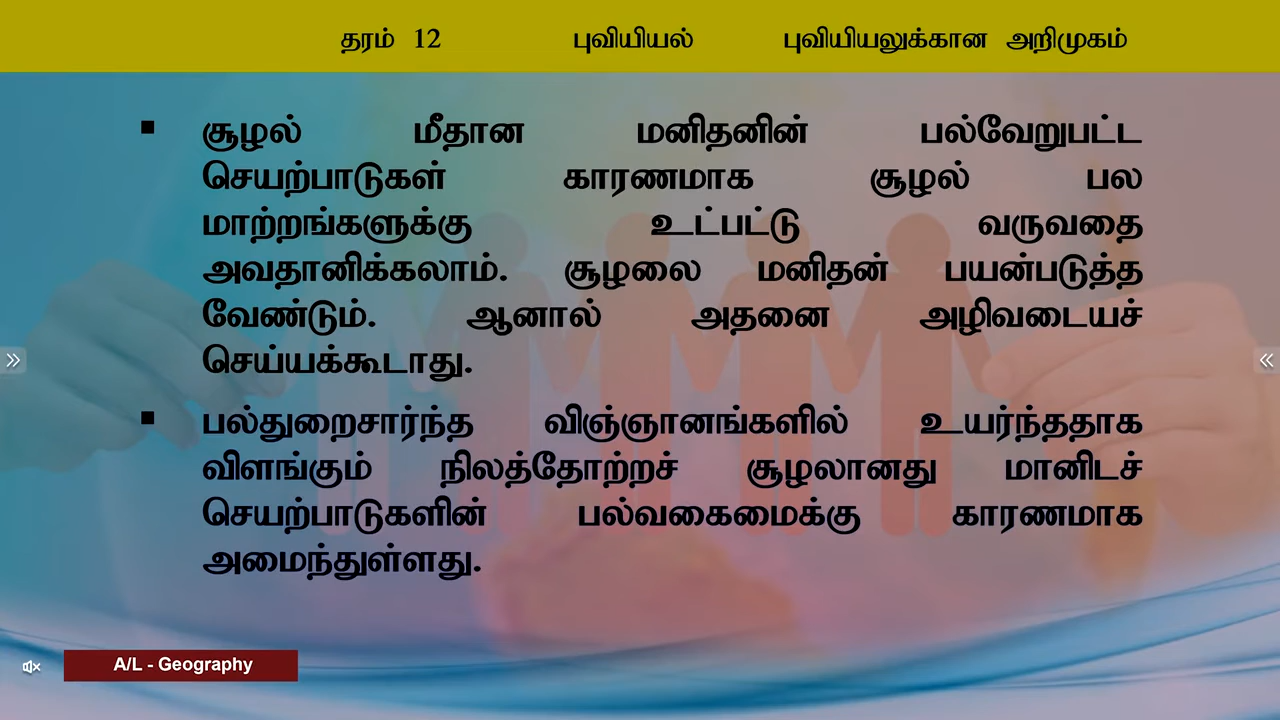 தரம் 12 புவியியல் புவியியலுக்கான அறிமுகம்
▪ சூழல் மீதான மனிதனின் பல்வேறுபட்ட
செயற்பாடுகள் காரணமாக சூழல் பல
மாற்றங்களுக்கு உட்பட்டு வருவதை
அவதானிக்கலாம். சூழலை மனிதன் பயன்படுத்த
வேண்டும். ஆனால் அதனை அழிவடையச்
செய்யக்கூடாது.
▪ பல்துறைசார்ந்த விஞ்ஞானங்களில் உயர்ந்ததாக
விளங்கும் நிலத்தோற்றச் சூழலானது மானிடச்
செயற்பாடுகளின் பல்வகைமைக்கு காரணமாக
அமைந்துள்ளது.
A/L - Geography